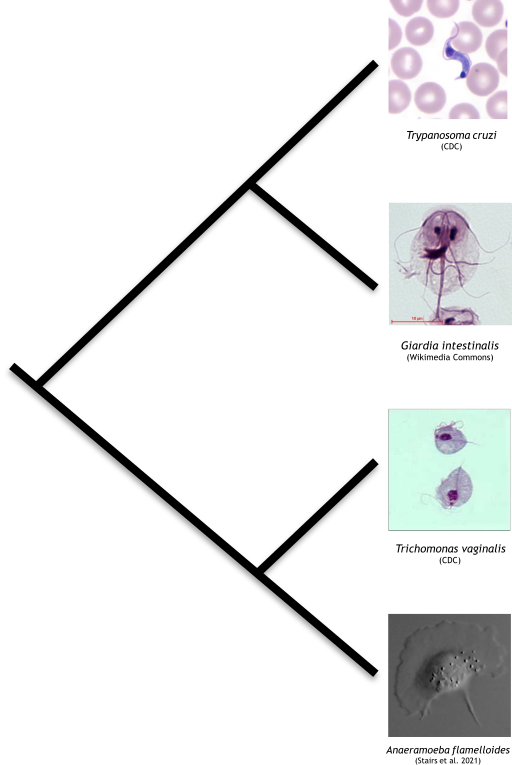 Trypanosoma cruzi
(CDC)
Giardia intestinalis
(Wikimedia Commons)
Trichomonas vaginalis
(CDC)
Anaeramoeba flamelloides
(Stairs et al. 2021)